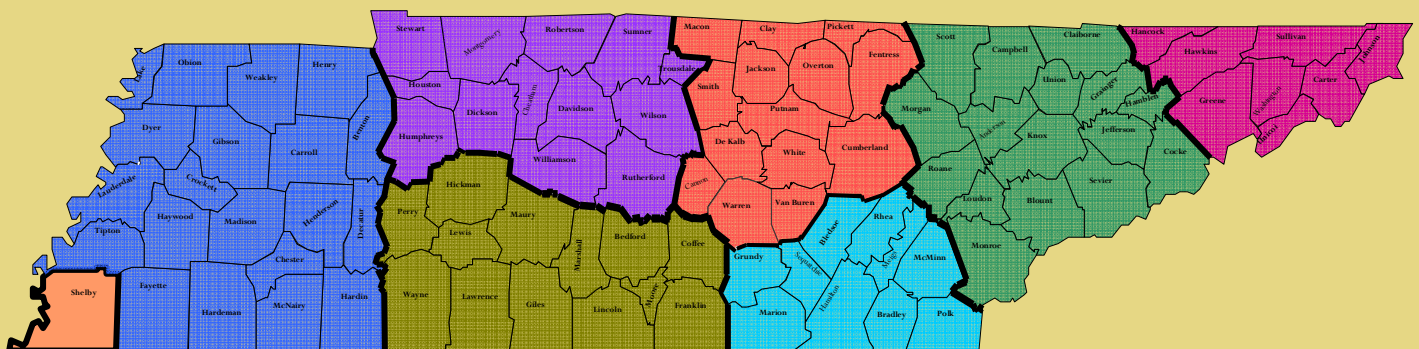 Lake
Obion
Weakley
Henry
Stewart
Montgomery
Robertson
Sumner
Trousdale
Macon
Clay
Pickett
Fentress
Scott
Campbell
Claiborne
Hancock
Hawkins
Sullivan
Johnson
Carter
Washington
Unicoi
Greene
Dyer
Gibson
Carroll
Benton
Houston
Humphreys
Dickson
Cheatham
Davidson
Wilson
Williamson
Rutherford
Smith
Jackson
Overton
Putnam
De Kalb
White
Cumberland
Cannon
Warren
Van Buren
Morgan
Anderson
Union
Grainger
Hamblen
Jefferson
Knox
Cocke
Roane
Loudon
Blount
Sevier
Monroe
Lauderdale
Crockett
Tipton
Haywood
Madison
Henderson
Decatur
Chester
Shelby
Fayette
Hardeman
McNairy
Hardin
Perry
Hickman
Lewis
Maury
Marshall
Bedford
Coffee
Wayne
Lawrence
Giles
Lincoln
Moore
Franklin
Grundy
Sequatchie
Bledsoe
Rhea
Meigs
McMinn
Marion
Hamilton
Bradley
Polk